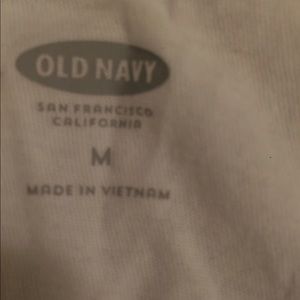 OLD NAVY
SAN FRANCISCO
CALIFORNIA
M
MADE IN VIETNAM